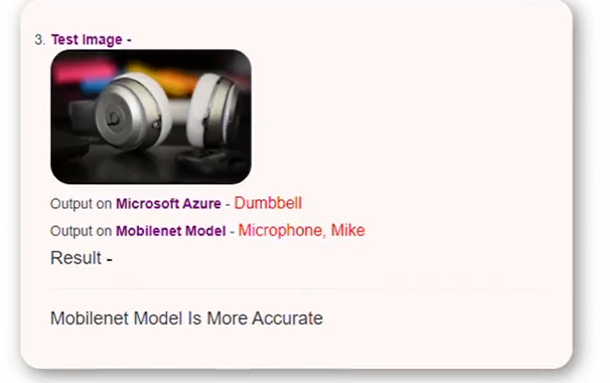 3. Test Image -
Output on Microsoft Azure - Dumbbell
Output on Mobilenet Model - Microphone, Mike
Result -
Mobilenet Model Is More Accurate